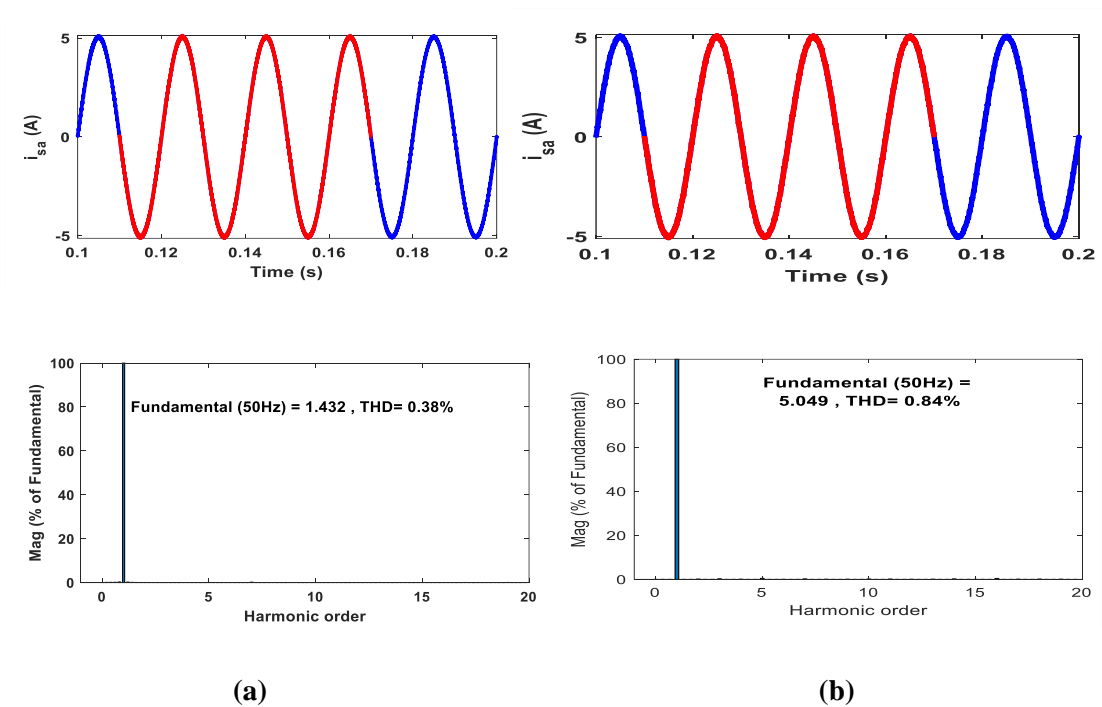 5
0
-5
i_sa (A)
0.1 0.12 0.14 0.16 0.18 0.2
Time (s)
5
0
-5
i_sa (A)
0.1 0.12 0.14 0.16 0.18 0.2
Time (s)
100
80
60
40
20
0
Mag (% of Fundamental)
Fundamental (50Hz) = 1.432 , THD= 0.38%
0 5 10 15 20
Harmonic order
100
80
60
40
20
0
Mag (% of Fundamental)
Fundamental (50Hz) =
5.049 , THD= 0.84%
0 5 10 15 20
Harmonic order
(a)
(b)